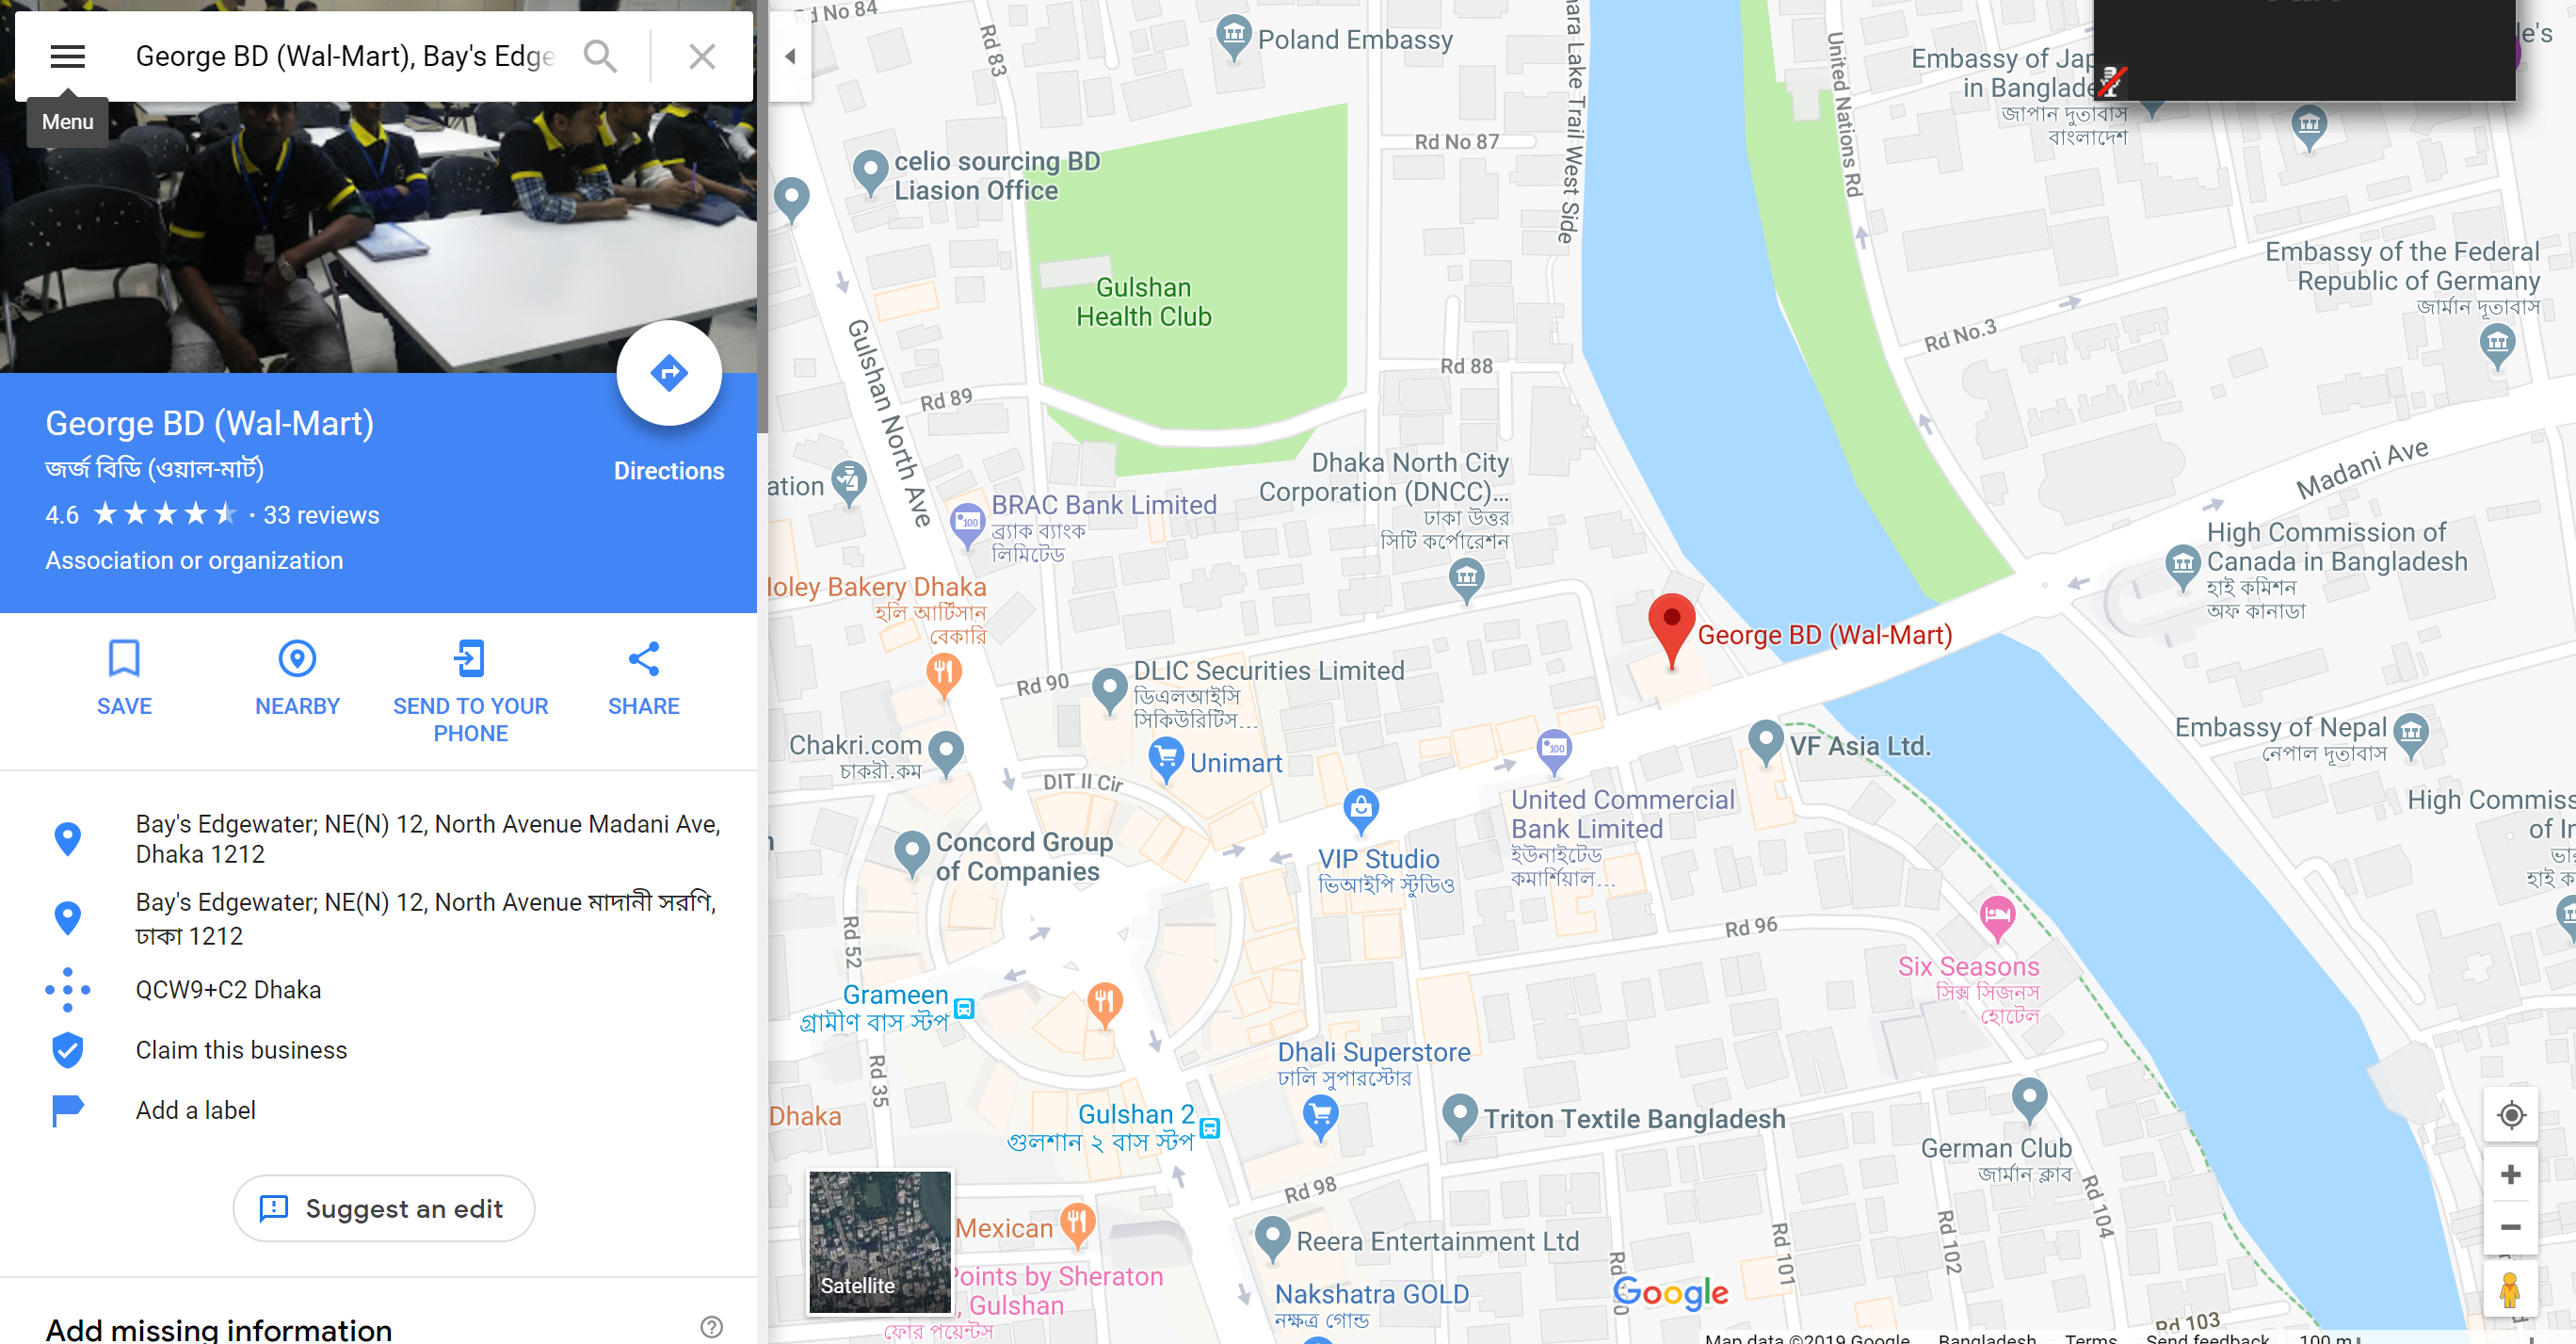 George BD (Wal-Mart), Bay's Edge
Menu
George BD (Wal-Mart)
জর্জ বিডি (ওয়াল-মার্ট)
Directions
4.6 ★★★★★ · 33 reviews
Association or organization
SAVE
NEARBY
SEND TO YOUR
PHONE
SHARE
Bay's Edgewater; NE(N) 12, North Avenue Madani Ave,
Dhaka 1212
Bay's Edgewater; NE(N) 12, North Avenue মাদানী সরণি,
ঢাকা 1212
QCW9+C2 Dhaka
Claim this business
Add a label
Suggest an edit
Add missing information
Rd No 84
Rd 83
Poland Embassy
United Nations Rd
Embassy of
in
জাপান দূতাবাস
বাংলাদেশ
Lake Trail West Side
Rd No 87
celio sourcing BD
Liasion Office
Gulshan
Health Club
Gulshan North Ave
Embassy of the Federal
Republic of Germany
জার্মান দূতাবাস
Rd No.3
Rd 88
Rd 89
Madani Ave
Dhaka North City
Corporation (DNCC)...
ঢাকা উত্তর
সিটি কর্পোরেশন
BRAC Bank Limited
ব্র্যাক ব্যাংক
লিমিটেড
High Commission of
Canada in Bangladesh
হাই কমিশন
অফ কানাডা
Bakery Dhaka
হলি আর্টিসান
বেকারি
George BD (Wal-Mart)
Rd 90
DLIC Securities Limited
ডিএলআইসি
সিকিউরিটিস...
Chakri.com
চাকরী.কম
Unimart
DIT II Cir
VF Asia Ltd.
Embassy of Nepal
নেপাল দূতাবাস
United Commercial
Bank Limited
ইউনাইটেড
কমার্শিয়াল...
High
of
হাই
Concord Group
of Companies
VIP Studio
ভিআইপি স্টুডিও
Rd 52
Rd 96
Six Seasons
সিক্স সিজনস
হোটেল
Grameen
গ্রামীণ বাস স্টপ
Rd 35
Dhali Superstore
ঢালি সুপারস্টোর
Dhaka
Gulshan 2
গুলশান ২ বাস স্টপ
Triton Textile Bangladesh
German Club
জার্মান ক্লাব
Rd 104
Rd 98
Rd 102
Rd 101
Mexican
Reera Entertainment Ltd
Satellite
Points by Sheraton
, Gulshan
ফোর পয়েন্টস
Nakshatra GOLD
নক্ষত্র গোল্ড
Google
Rd 103
Map data ©2019 Google Bangladesh Terms Send feedback 100 m